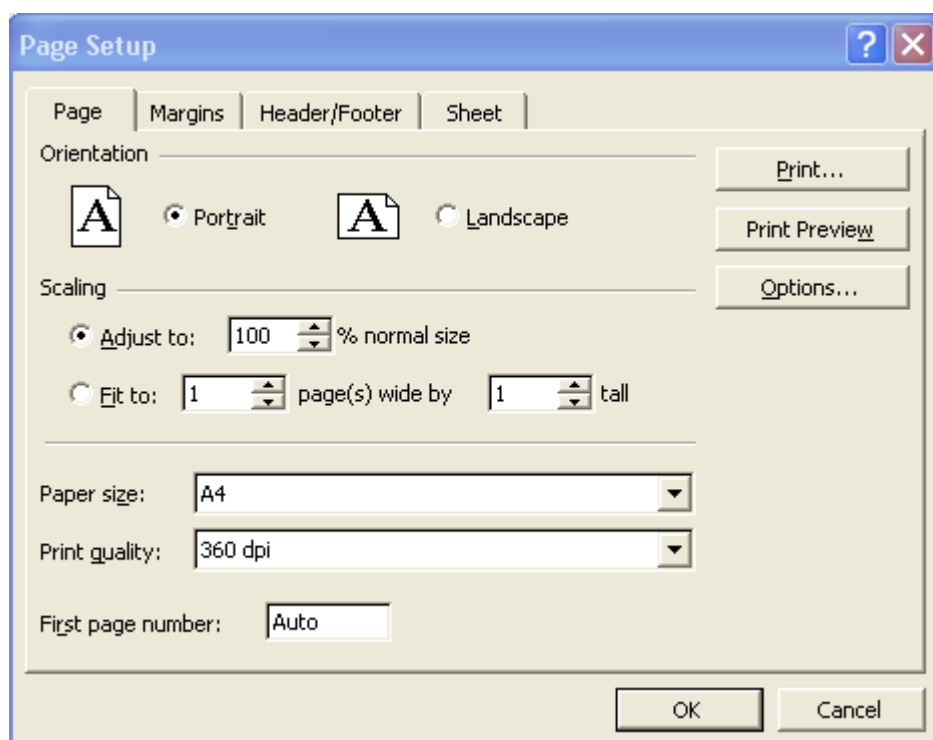 Page Setup
Page Margins Header/Footer Sheet
Orientation
Print...
A Portrait A Landscape
Print Preview
Scaling
Options...
Adjust to: 100 % normal size
Fit to: 1 page(s) wide by 1 tall
Paper size: A4
Print quality: 360 dpi
First page number: Auto
OK Cancel